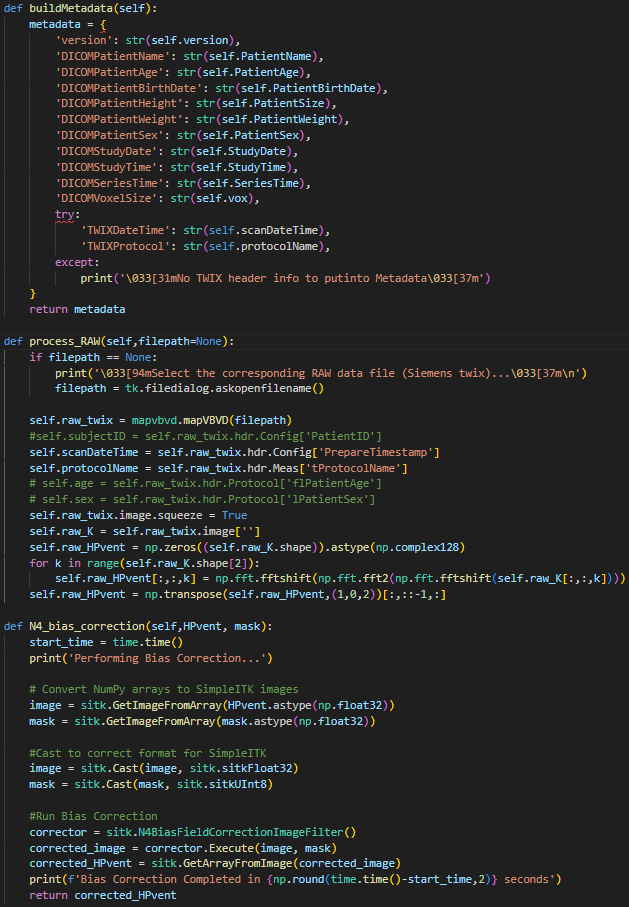 def buildMetadata(self):
    metadata = {
        'version': str(self.version),
        'DICOMPatientName': str(self.PatientName),
        'DICOMPatientAge': str(self.PatientAge),
        'DICOMPatientBirthDate': str(self.PatientBirthDate),
        'DICOMPatientHeight': str(self.PatientSize),
        'DICOMPatientWeight': str(self.PatientWeight),
        'DICOMPatientSex': str(self.PatientSex),
        'DICOMStudyDate': str(self.StudyDate),
        'DICOMStudyTime': str(self.StudyTime),
        'DICOMSeriesTime': str(self.SeriesTime),
        'DICOMVoxelSize': str(self.vox),
        try:
            'TWIXDateTime': str(self.scanDateTime),
            'TWIXProtocol': str(self.protocolName),
        except:
            print('\033[31mNo TWIX header info to putinto Metadata\033[37m')
    }
    return metadata

def process_RAW(self,filepath=None):
    if filepath == None:
        print('\033[94mSelect the corresponding RAW data file (Siemens twix)...\033[37m\n')
        filepath = tk.filedialog.askopenfilename()

    self.raw_twix = mapvbvd.mapVBVD(filepath)
    #self.subjectID = self.raw_twix.hdr.Config['PatientID']
    self.scanDateTime = self.raw_twix.hdr.Config['PrepareTimestamp']
    self.protocolName = self.raw_twix.hdr.Meas['tProtocolName']
    # self.age = self.raw_twix.hdr.Protocol['flPatientAge']
    # self.sex = self.raw_twix.hdr.Protocol['lPatientSex']
    self.raw_twix.image.squeeze = True
    self.raw_K = self.raw_twix.image['']
    self.raw_HPvent = np.zeros((self.raw_K.shape)).astype(np.complex128)
    for k in range(self.raw_K.shape[2]):
        self.raw_HPvent[:,:,k] = np.fft.fftshift(np.fft.fft2(np.fft.fftshift(self.raw_K[:,:,k])))
    self.raw_HPvent = np.transpose(self.raw_HPvent,(1,0,2))[:,::-1,:]

def N4_bias_correction(self,HPvent, mask):
    start_time = time.time()
    print('Performing Bias Correction...')

    # Convert NumPy arrays to SimpleITK images
    image = sitk.GetImageFromArray(HPvent.astype(np.float32))
    mask = sitk.GetImageFromArray(mask.astype(np.float32))

    #Cast to correct format for SimpleITK
    image = sitk.Cast(image, sitk.sitkFloat32)
    mask = sitk.Cast(mask, sitk.sitkUInt8)

    #Run Bias Correction
    corrector = sitk.N4BiasFieldCorrectionImageFilter()
    corrected_image = corrector.Execute(image, mask)
    corrected_HPvent = sitk.GetArrayFromImage(corrected_image)
    print(f'Bias Correction Completed in {np.round(time.time()-start_time,2)} seconds')
    return corrected_HPvent